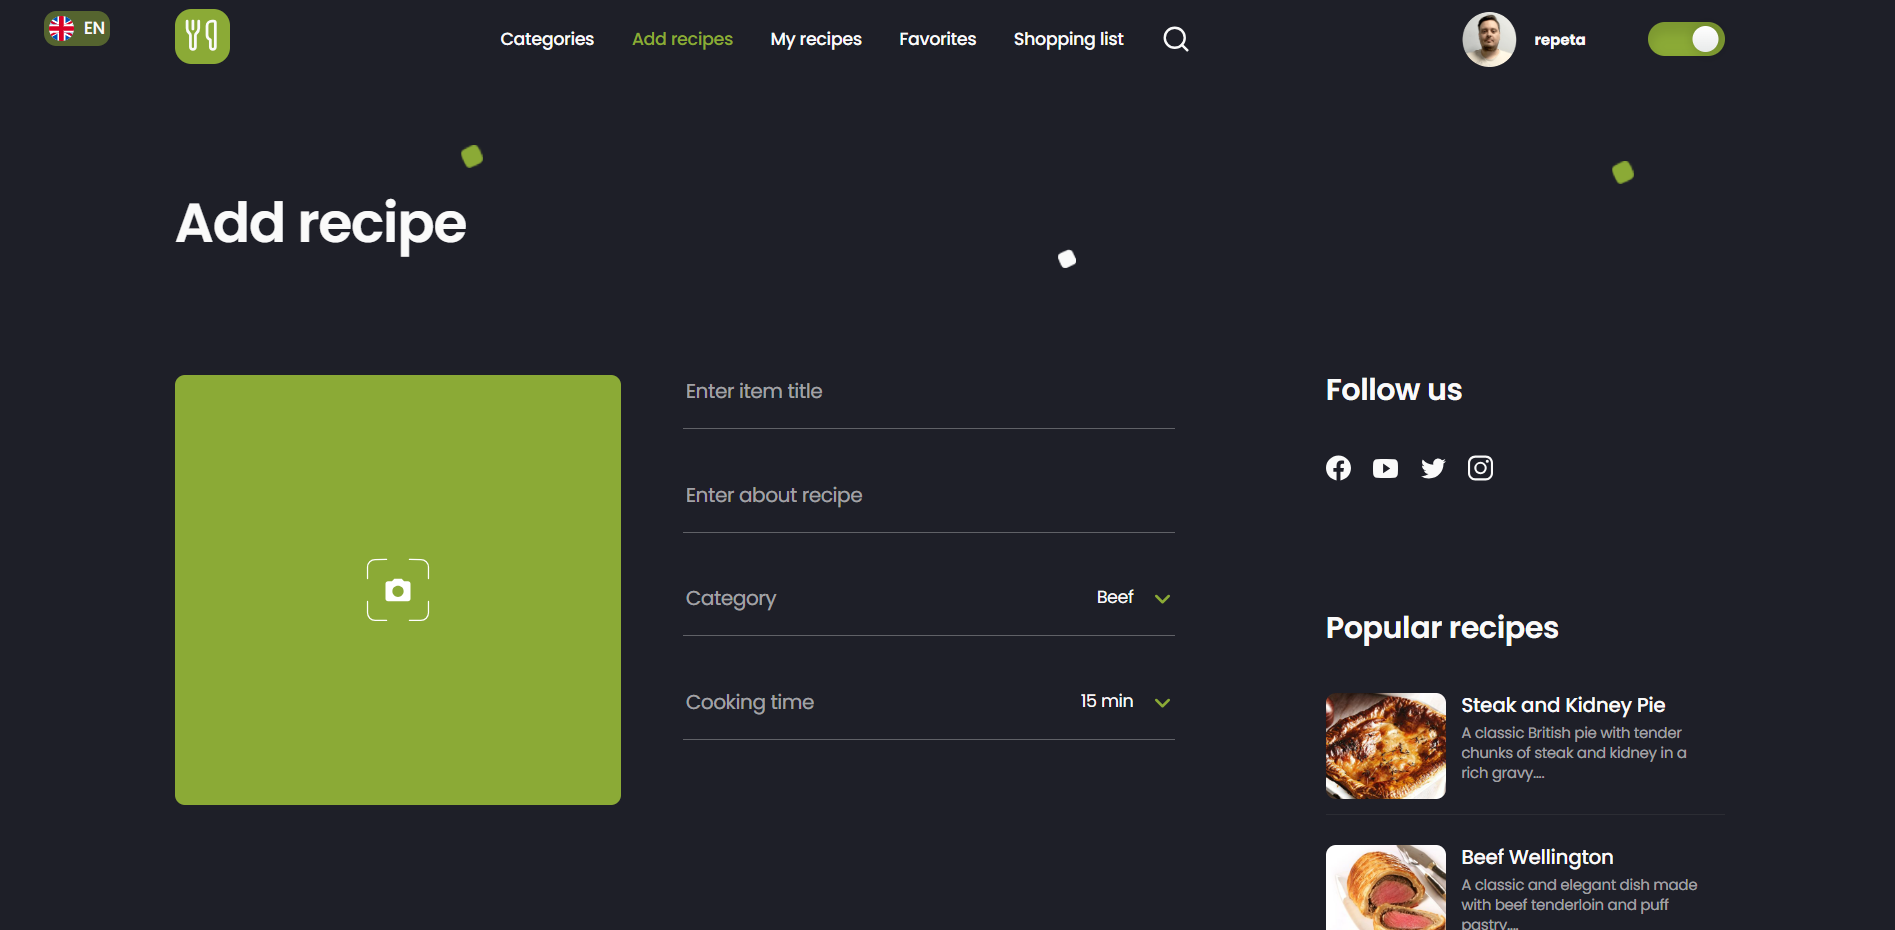 EN
Categories
Add recipes
My recipes
Favorites
Shopping list
repeta
Add recipe
Enter item title
Enter about recipe
Category
Beef
Cooking time
15 min
Follow us
Popular recipes
Steak and Kidney Pie
A classic British pie with tender
chunks of steak and kidney in a
rich gravy....
Beef Wellington
A classic and elegant dish made
with beef tenderloin and puff
pastry....